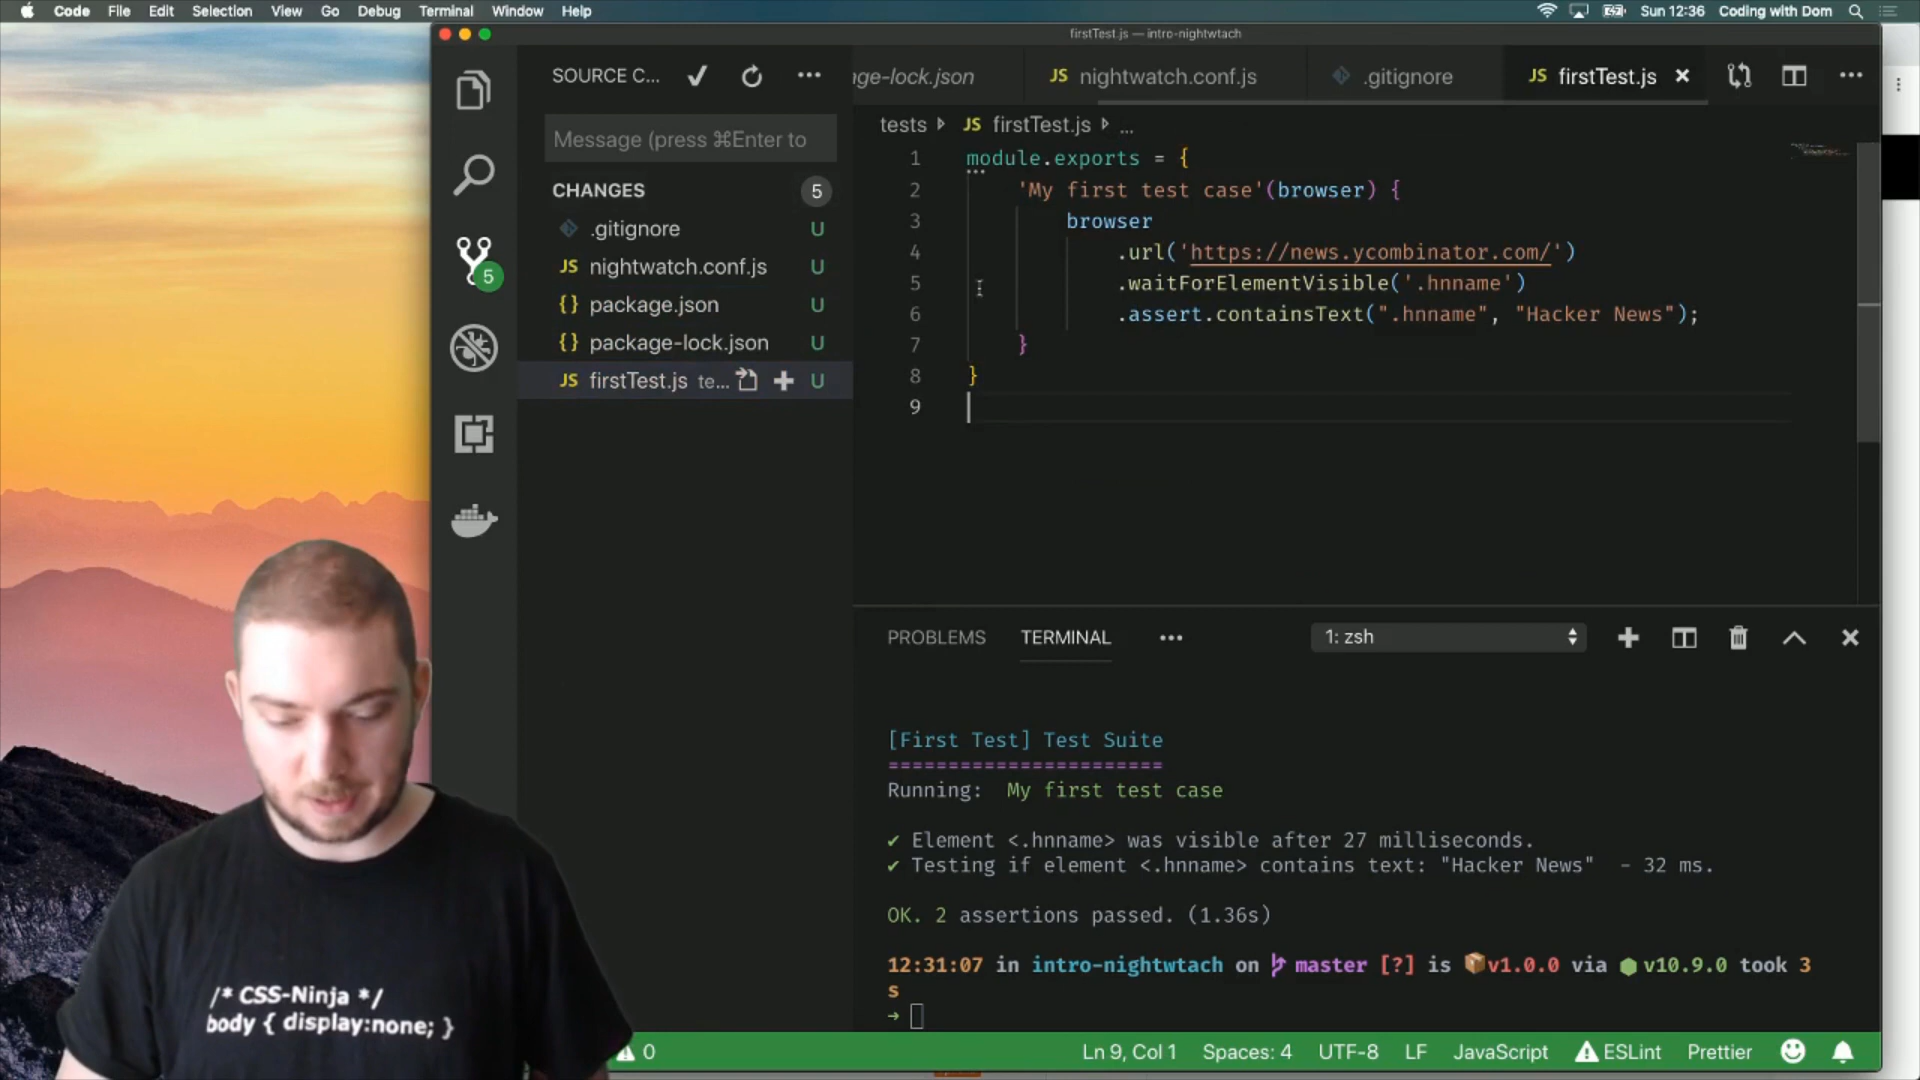 Code File Edit Selection View Go Debug Terminal Window Help
Sun 12:36 Coding with Dom
firstTest.js — intro-nightwtach
SOURCE C...
ge-lock.json
JS nightwatch.conf.js
.gitignore
JS firstTest.js
Message (press ⌘Enter to
CHANGES 5
.gitignore U
JS nightwatch.conf.js U
{} package.json U
{} package-lock.json U
JS firstTest.js te... U
5
tests JS firstTest.js ...
1 module.exports = {
2 'My first test case'(browser) {
3 browser
4 .url('https://news.ycombinator.com/')
5 .waitForElementVisible('.hnname')
6 .assert.containsText(".hnname", "Hacker News");
7 }
8 }
9
PROBLEMS TERMINAL ...
1: zsh
[First Test] Test Suite
=======================
Running: My first test case
✔ Element <.hnname> was visible after 27 milliseconds.
✔ Testing if element <.hnname> contains text: "Hacker News" - 32 ms.
OK. 2 assertions passed. (1.36s)
12:31:07 in intro-nightwtach on master [?] is v1.0.0 via v10.9.0 took 3
s
→
/* CSS-Ninja */
body { display:none; }
0 Ln 9, Col 1 Spaces: 4 UTF-8 LF JavaScript ESLint Prettier